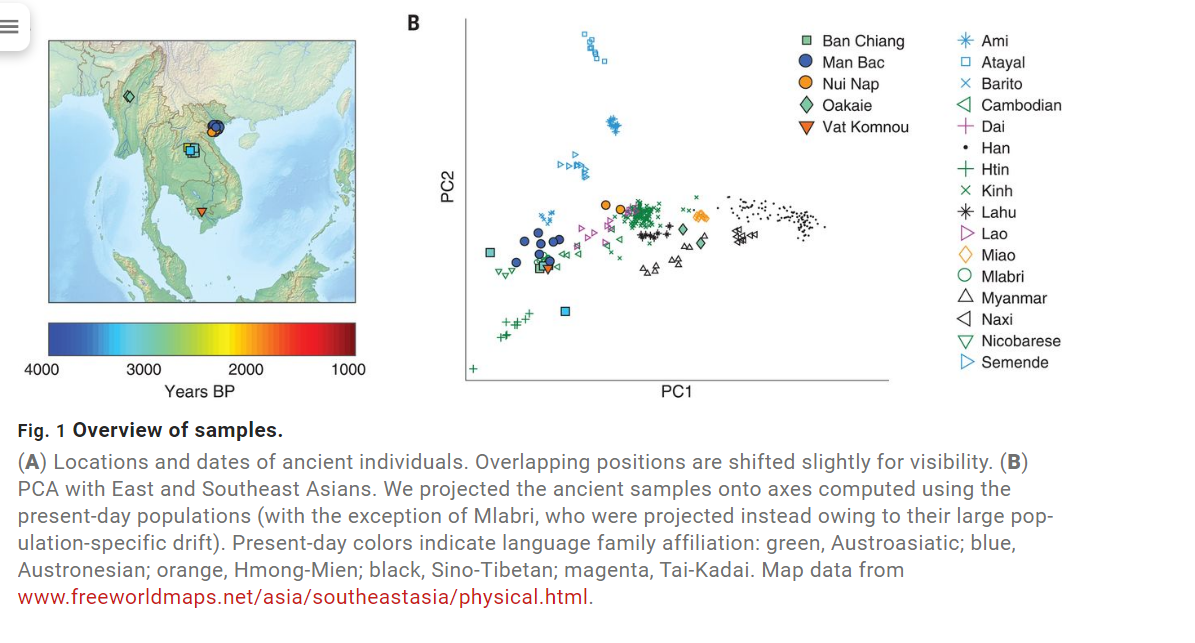 B
Ban Chiang
Man Bac
Nui Nap
Oakaie
Vat Komnou
Ami
Atayal
Barito
Cambodian
Dai
Han
Htin
Kinh
Lahu
Lao
Miao
Mlabri
Myanmar
Naxi
Nicobarese
Semende
PC2
PC1
4000 3000 2000 1000
Years BP
Fig. 1 Overview of samples.
(A) Locations and dates of ancient individuals. Overlapping positions are shifted slightly for visibility. (B)
PCA with East and Southeast Asians. We projected the ancient samples onto axes computed using the
present-day populations (with the exception of Mlabri, who were projected instead owing to their large pop-
ulation-specific drift). Present-day colors indicate language family affiliation: green, Austroasiatic; blue,
Austronesian; orange, Hmong-Mien; black, Sino-Tibetan; magenta, Tai-Kadai. Map data from
www.freeworldmaps.net/asia/southeastasia/physical.html.